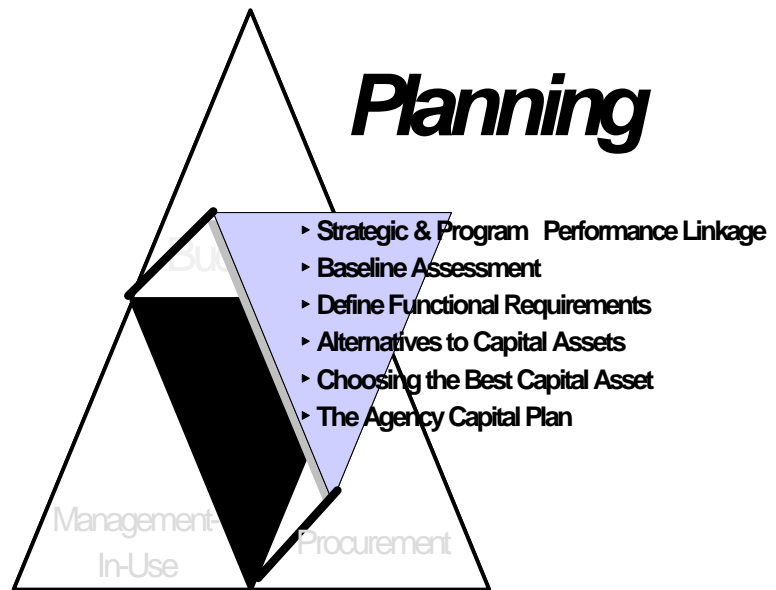 Planning
Strategic & Program Performance Linkage
Baseline Assessment
Define Functional Requirements
Alternatives to Capital Assets
Choosing the Best Capital Asset
The Agency Capital Plan
Management-
In-Use
Procurement